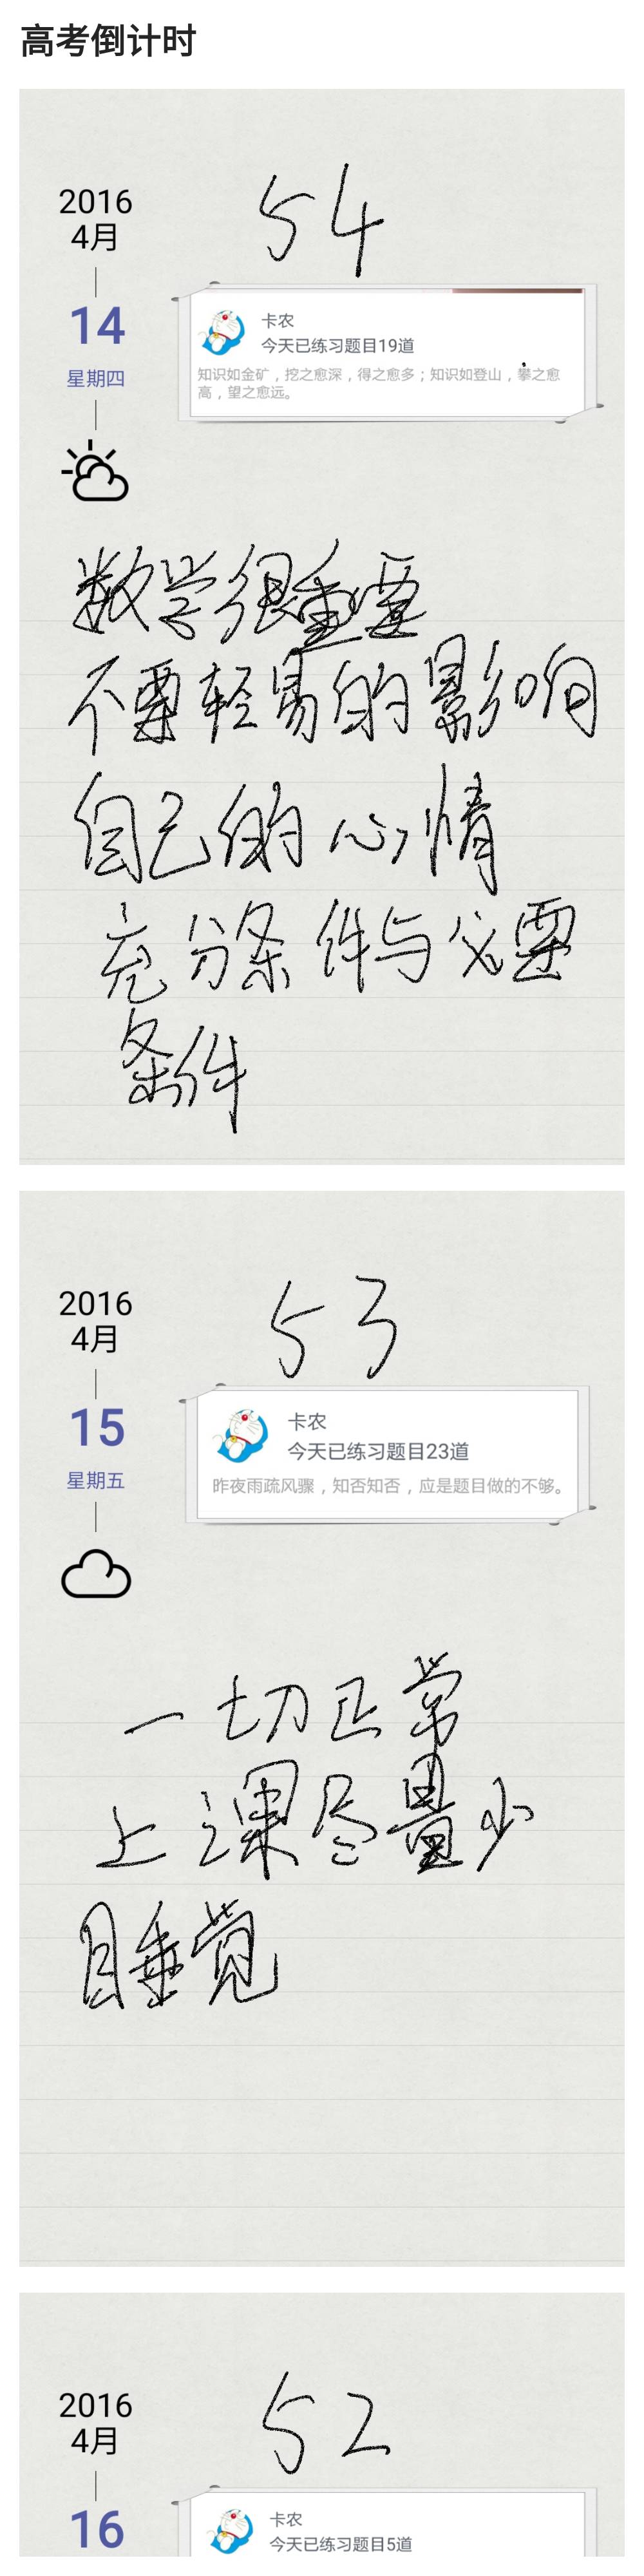 高考倒计时
54
2016
4月
14
星期四
卡农
今天已练习题目19道
知识如金矿，挖之愈深，得之愈多；知识如登山，攀之愈
高，望之愈远。
数学很重要
不要轻易的影响
自己的心情
充分条件与必要
条件
53
2016
4月
15
星期五
卡农
今天已练习题目23道
昨夜雨疏风骤，知否知否，应是题目做的不够。
一切正常
上课尽量少
睡觉
52
2016
4月
16
卡农
今天已练习题目5道